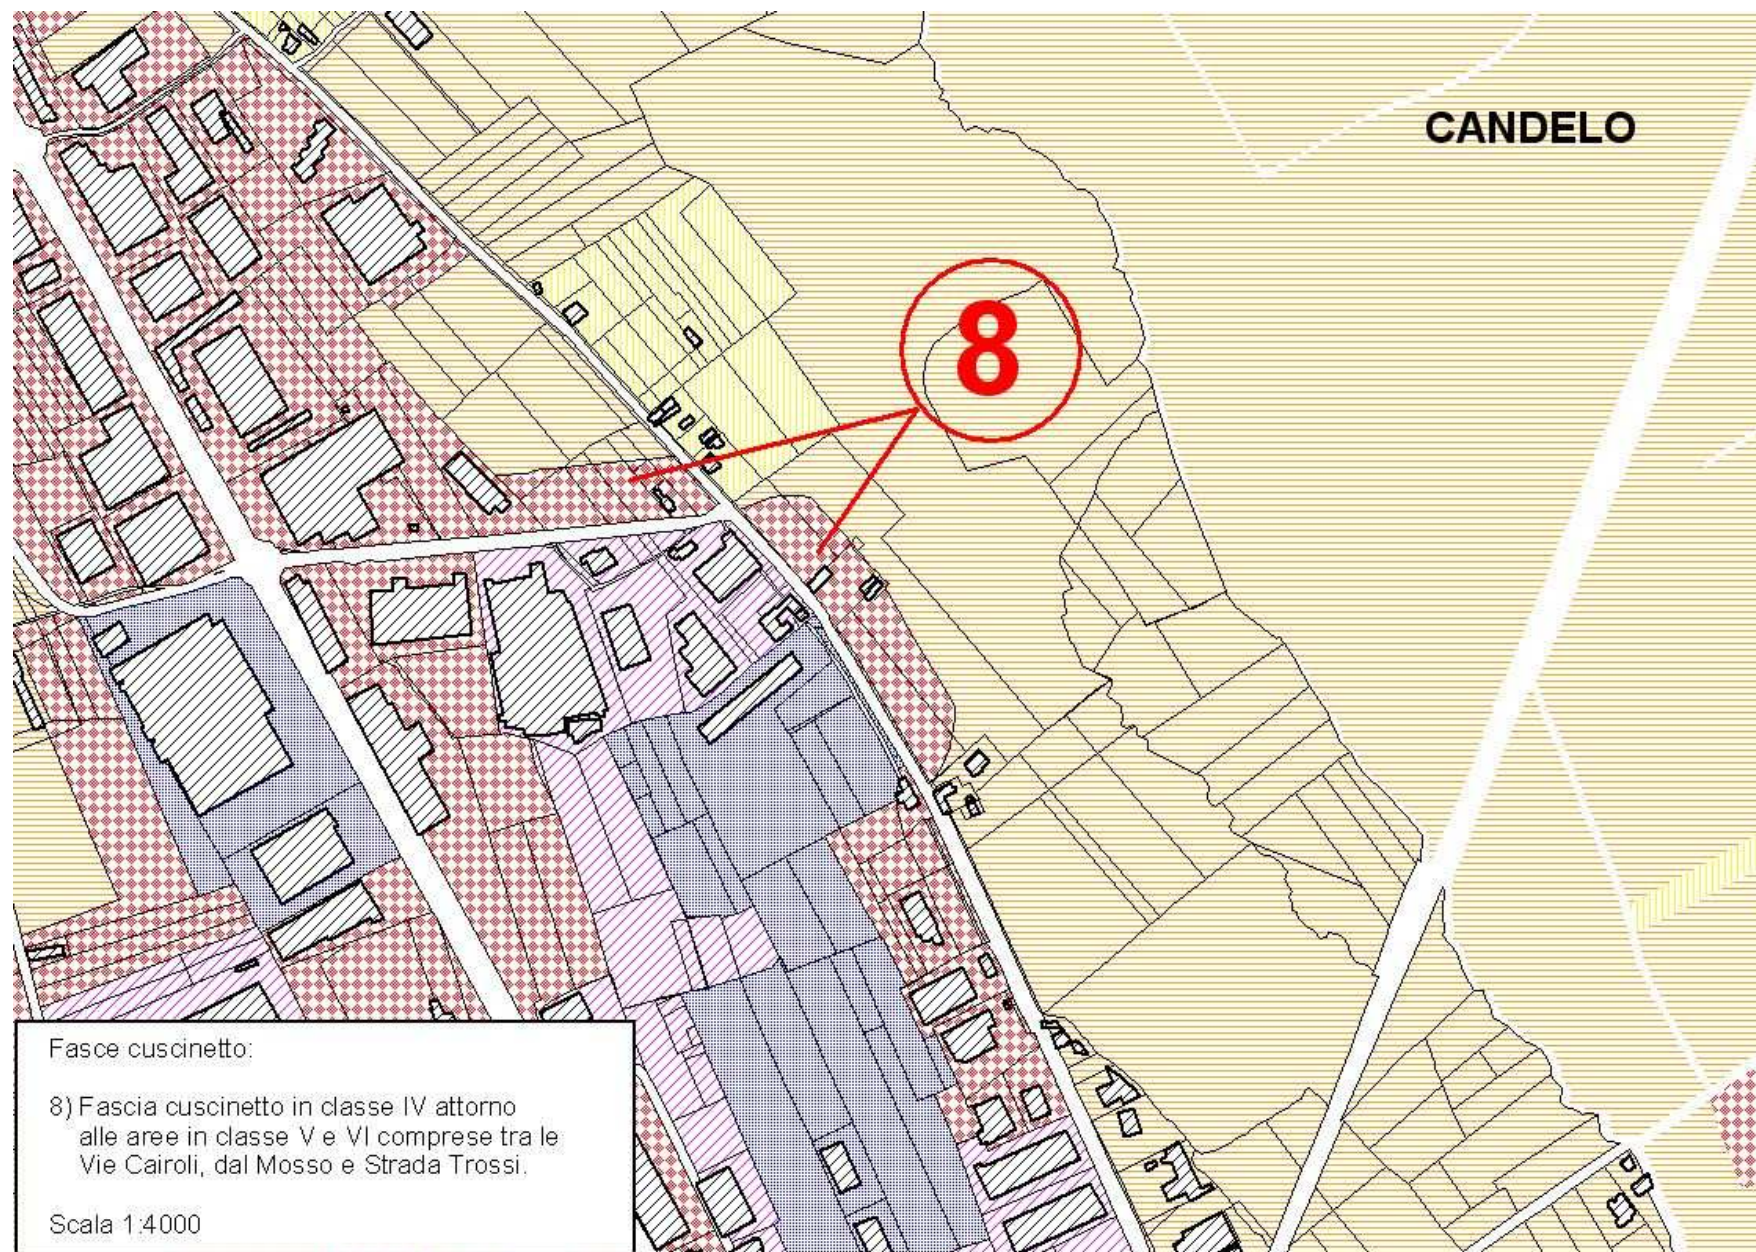 CANDELO
8
Fasce cuscinetto:
8) Fascia cuscinetto in classe IV attorno
alle aree in classe V e VI comprese tra le
Vie Cairoli, dal Mosso e Strada Trossi.
Scala 1:4000